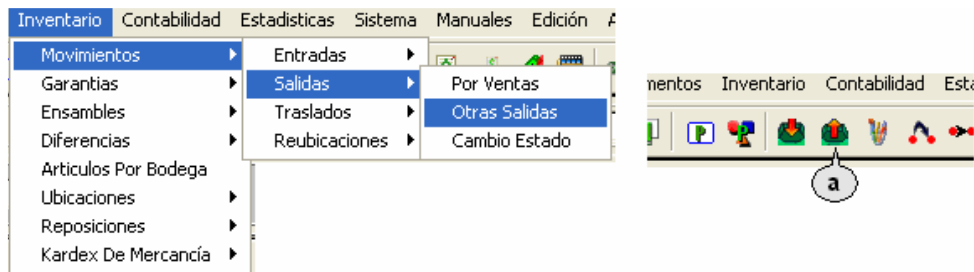 Inventario Contabilidad Estadisticas Sistema Manuales Edición
Movimientos
Garantias
Ensambles
Diferencias
Articulos Por Bodega
Ubicaciones
Reposiciones
Kardex De Mercancía
Entradas
Salidas
Traslados
Reubicaciones
Por Ventas
Otras Salidas
Cambio Estado
mentos Inventario Contabilidad Esta
P P
a